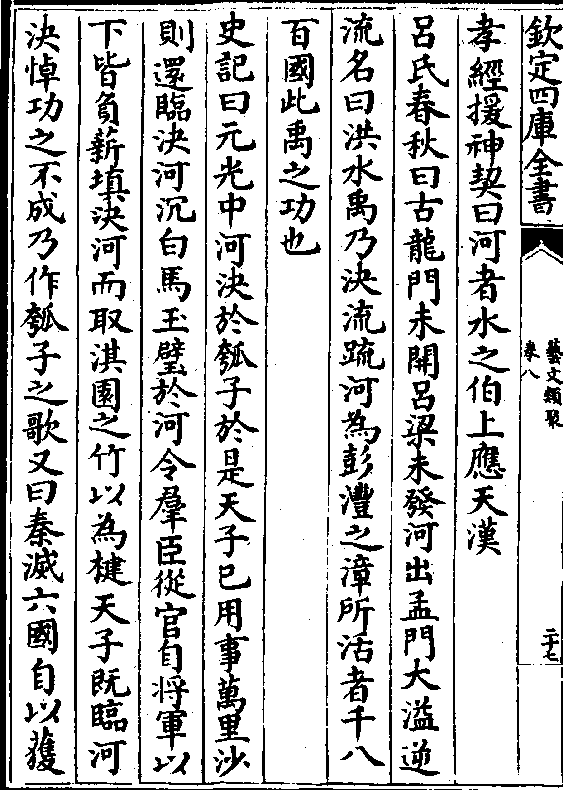 欽定四庫全書
藝文類聚
卷八
二十七
孝經援神契曰河者水之伯上應天漢
呂氏春秋曰古龍門未開呂梁未發河出孟門大溢逆
流名曰洪水禹乃決流疏河為彭灃之漳所活者千八
百國此禹之功也
史記曰元光中河決於瓠子於是天子已用事萬里沙
則還臨決河沉白馬玉璧於河令羣臣從官自将軍以
下皆負薪填決河而取淇園之竹以為楗天子既臨河
決悼功之不成乃作瓠子之歌又曰秦滅六國自以獲